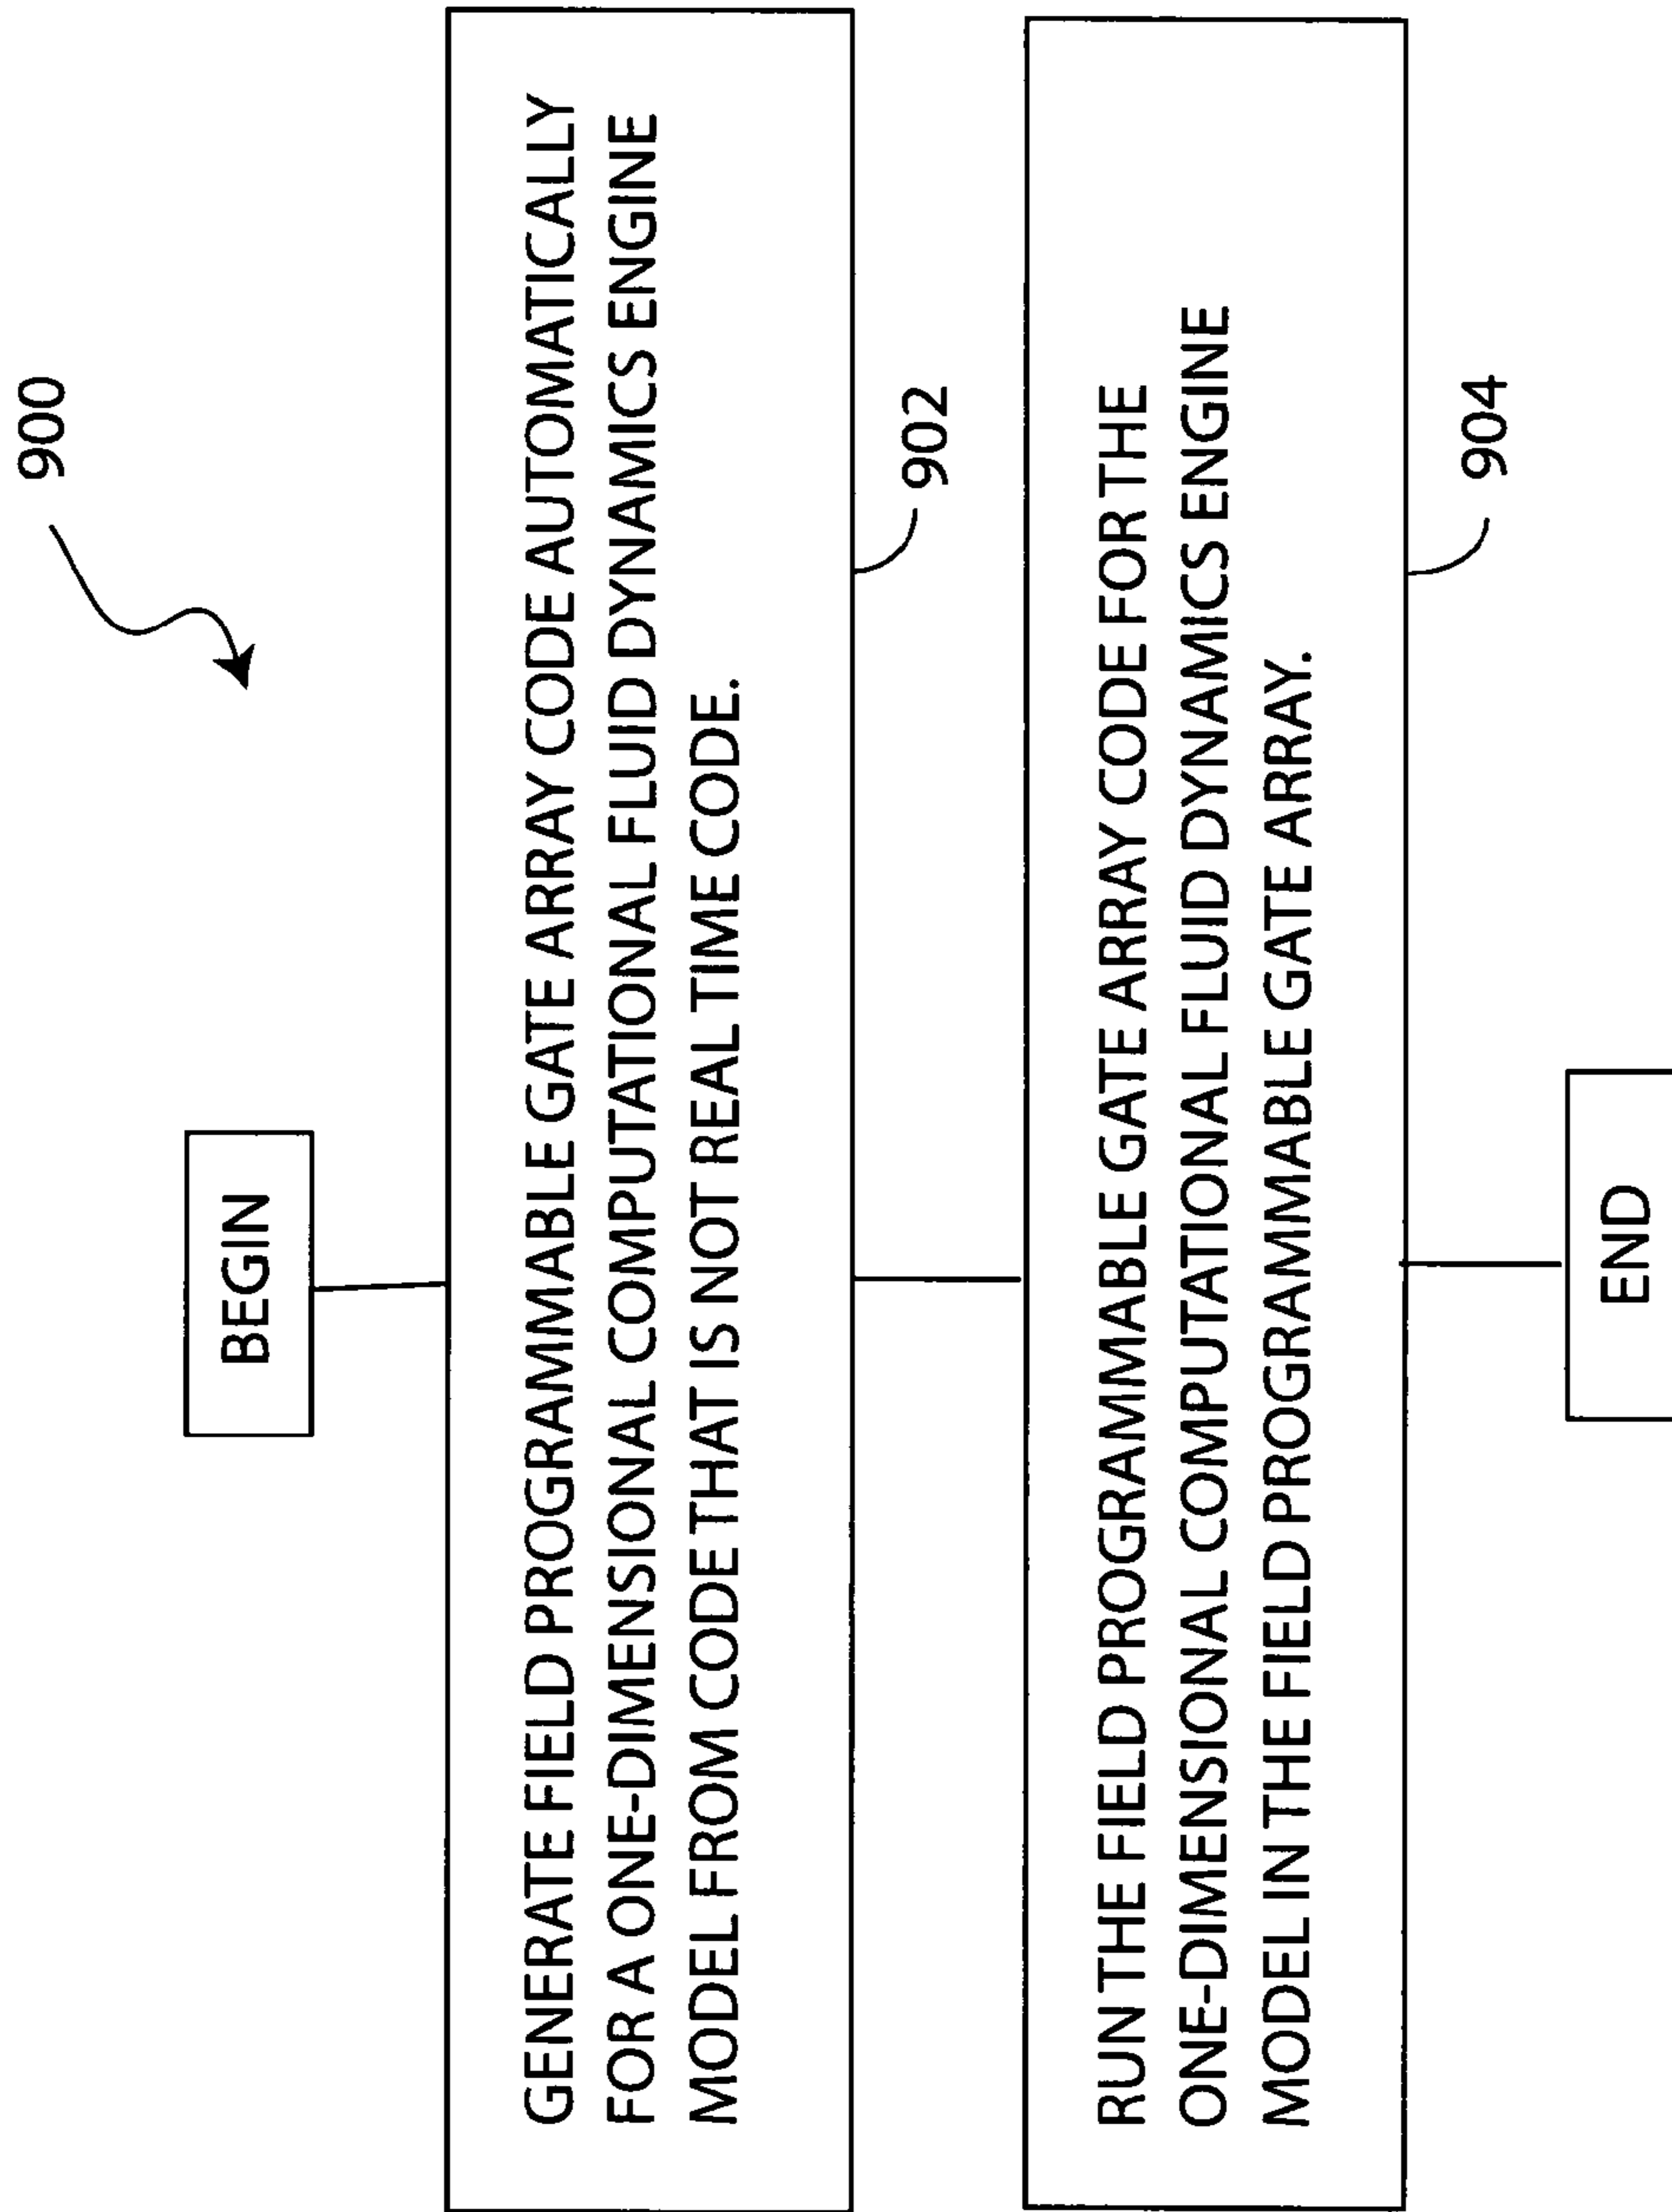 900
BEGIN
GENERATE FIELD PROGRAMMABLE GATE ARRAY CODE AUTOMATICALLY
FOR A ONE-DIMENSIONAL COMPUTATIONAL FLUID DYNAMICS ENGINE
MODEL FROM CODE THAT IS NOT REAL TIME CODE.
902
RUN THE FIELD PROGRAMMABLE GATE ARRAY CODE FOR THE
ONE-DIMENSIONAL COMPUTATIONAL FLUID DYNAMICS ENGINE
MODEL IN THE FIELD PROGRAMMABLE GATE ARRAY.
904
END